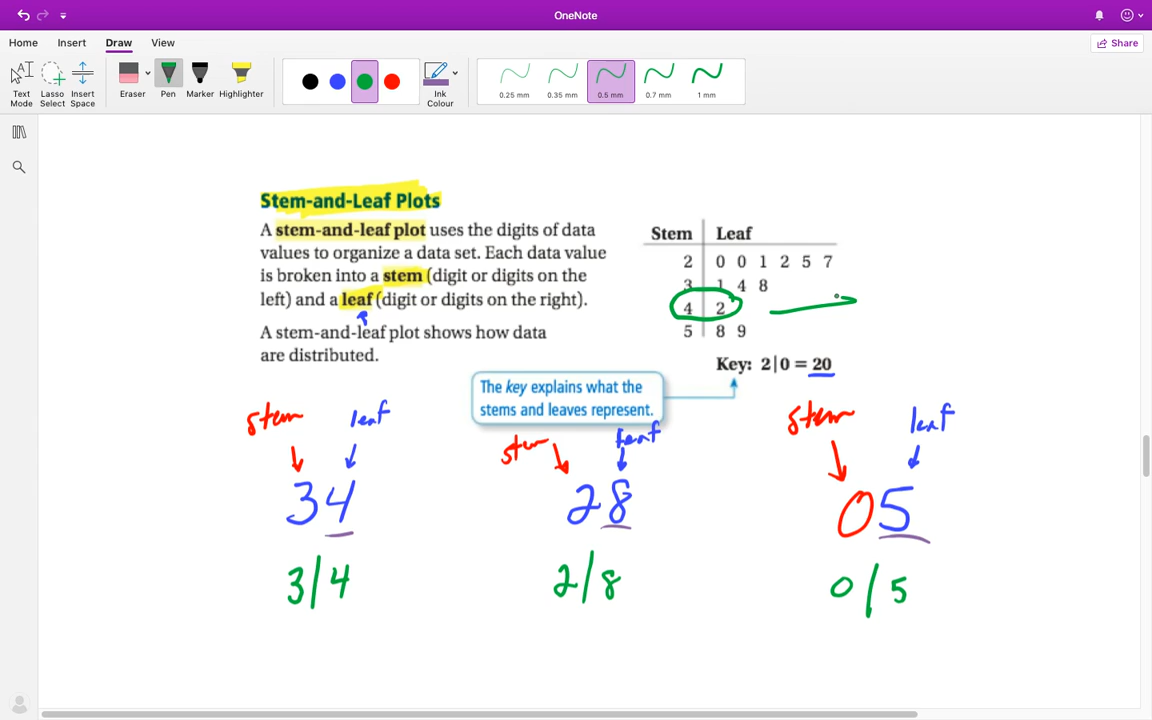 OneNote
Home Insert Draw View
Share
Text Mode
Lasso Select
Insert Space
Eraser
Pen
Marker
Highlighter
Ink Colour
0.25 mm
0.35 mm
0.5 mm
0.7 mm
1 mm
Stem-and-Leaf Plots
A stem-and-leaf plot uses the digits of data
values to organize a data set. Each data value
is broken into a stem (digit or digits on the
left) and a leaf (digit or digits on the right).
A stem-and-leaf plot shows how data
are distributed.
Stem Leaf
2 0 0 1 2 5 7
3 1 4 8
4 2
5 8 9
Key: 2|0 = 20
The key explains what the
stems and leaves represent.
stem leaf
34
3/4
stem leaf
28
2/8
stem leaf
05
0/5